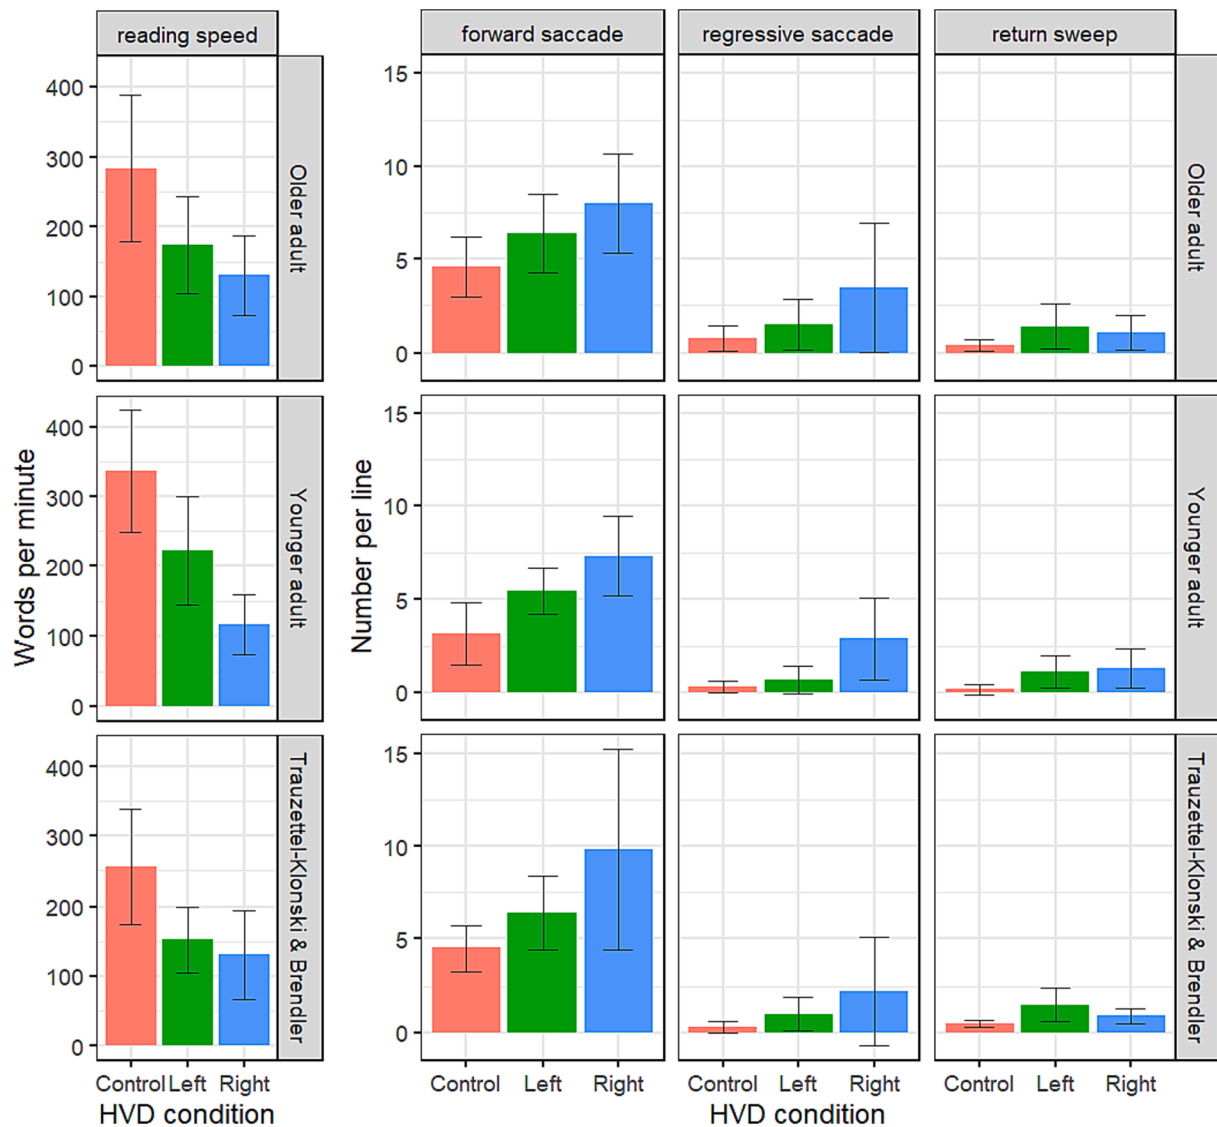 reading speed
forward saccade
regressive saccade
return sweep
400
300
200
100
0
Older adult
15
10
5
0
Older adult
Words per minute
400
300
200
100
0
Younger adult
Number per line
15
10
5
0
Younger adult
400
300
200
100
0
Trauzettel-Klonski & Brendler
15
10
5
0
Trauzettel-Klonski & Brendler
Control Left Right
Control Left Right
Control Left Right
Control Left Right
HVD condition
HVD condition